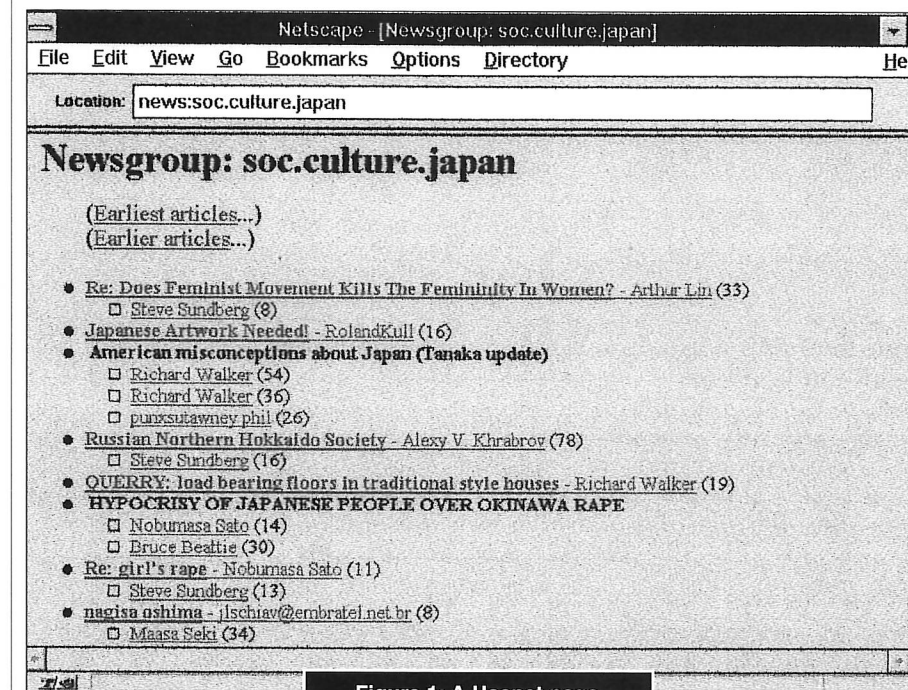 Netscape - [Newsgroup: soc.culture.japan]
File Edit View Go Bookmarks Options Directory He
Location: news:soc.culture.japan
Newsgroup: soc.culture.japan
(Earliest articles...)
(Earlier articles...)
Re: Does Feminist Movement Kills The Femininity In Women? - Arthur Lin (33)
Steve Sundberg (8)
Japanese Artwork Needed! - RolandKull (16)
American misconceptions about Japan (Tanaka update)
Richard Walker (54)
Richard Walker (36)
punxsutawney phil (26)
Russian Northern Hokkaido Society - Alexy V. Khrabrov (78)
Steve Sundberg (16)
QUERRY: load bearing floors in traditional style houses - Richard Walker (19)
HYPOCRISY OF JAPANESE PEOPLE OVER OKINAWA RAPE
Nobumasa Sato (14)
Bruce Beattie (30)
Re: girl's rape - Nobumasa Sato (11)
Steve Sundberg (13)
nagisa oshima - jlschiav@embratel.net.br (8)
Maasa Seki (34)
Figure 1: A Usenet page